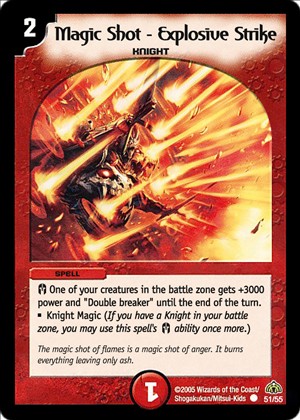 2
Magic Shot - Explosive Strike
KNIGHT
SPELL
One of your creatures in the battle zone gets +3000
power and "Double breaker" until the end of the turn.
▪ Knight Magic (If you have a Knight in your battle
zone, you may use this spell's ability once more.)
The magic shot of flames is a magic shot of anger. It burns
everything leaving only ash.
1
©2005 Wizards of the Coast/
Shogakukan/Mitsui-Kids
51/55